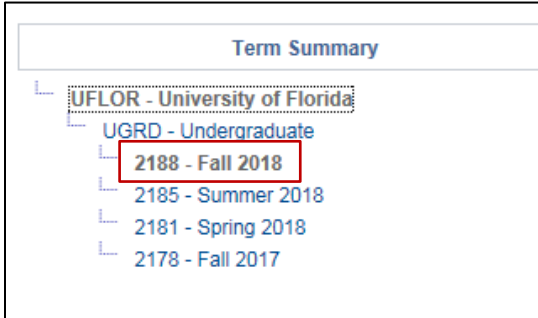 Term Summary
UFLOR - University of Florida
UGRD - Undergraduate
2188 - Fall 2018
2185 - Summer 2018
2181 - Spring 2018
2178 - Fall 2017